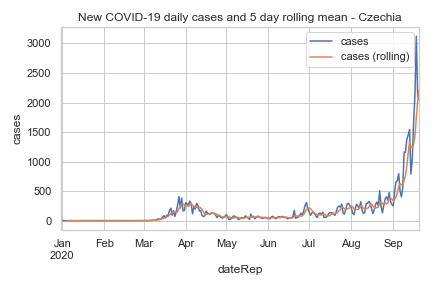 New COVID-19 daily cases and 5 day rolling mean - Czechia
cases
cases (rolling)
3000
2500
2000
1500
1000
500
0
cases
Jan Feb Mar Apr May Jun Jul Aug Sep
2020
dateRep